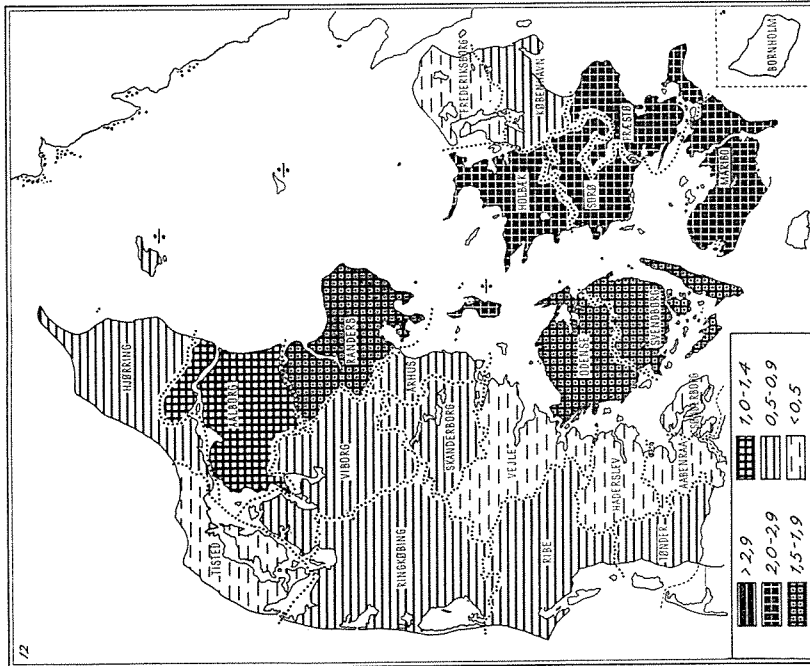 12
HJØRRING
TISTED
AALBORG
VIBORG
RANDERS
RINGKØBING
ÅRHUS
SKANDERBORG
VEJLE
RIBE
HADERSLEV
TØNDER
AABENRAA
SØNDERBORG
ODENSE
SVENDBORG
FREDERIKSBORG
KØBENHAVN
HOLBÆK
SORØ
PRÆSTØ
MARIBO
BORNHOLM
>2,9
2,0-2,9
1,5-1,9
1,0-1,4
0,5-0,9
<0,5